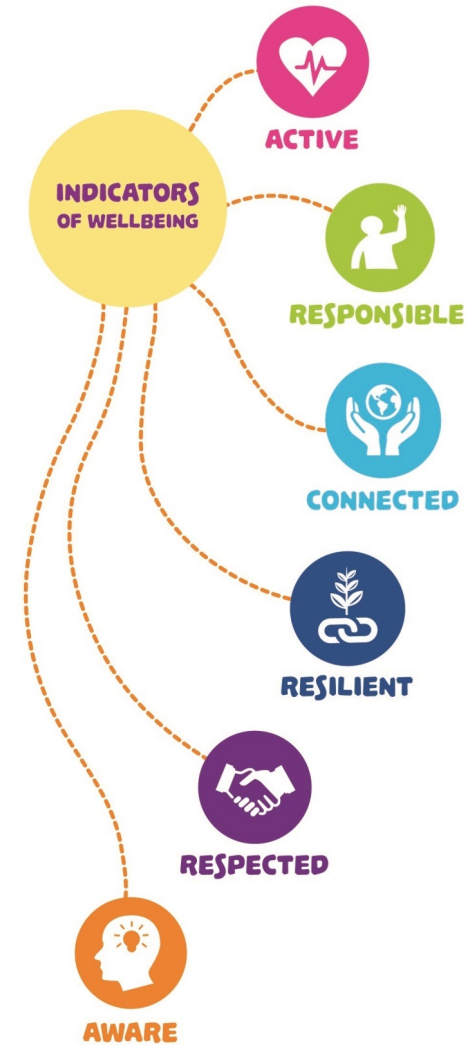 ACTIVE
INDICATORS
OF WELLBEING
RESPONSIBLE
CONNECTED
RESILIENT
RESPECTED
AWARE